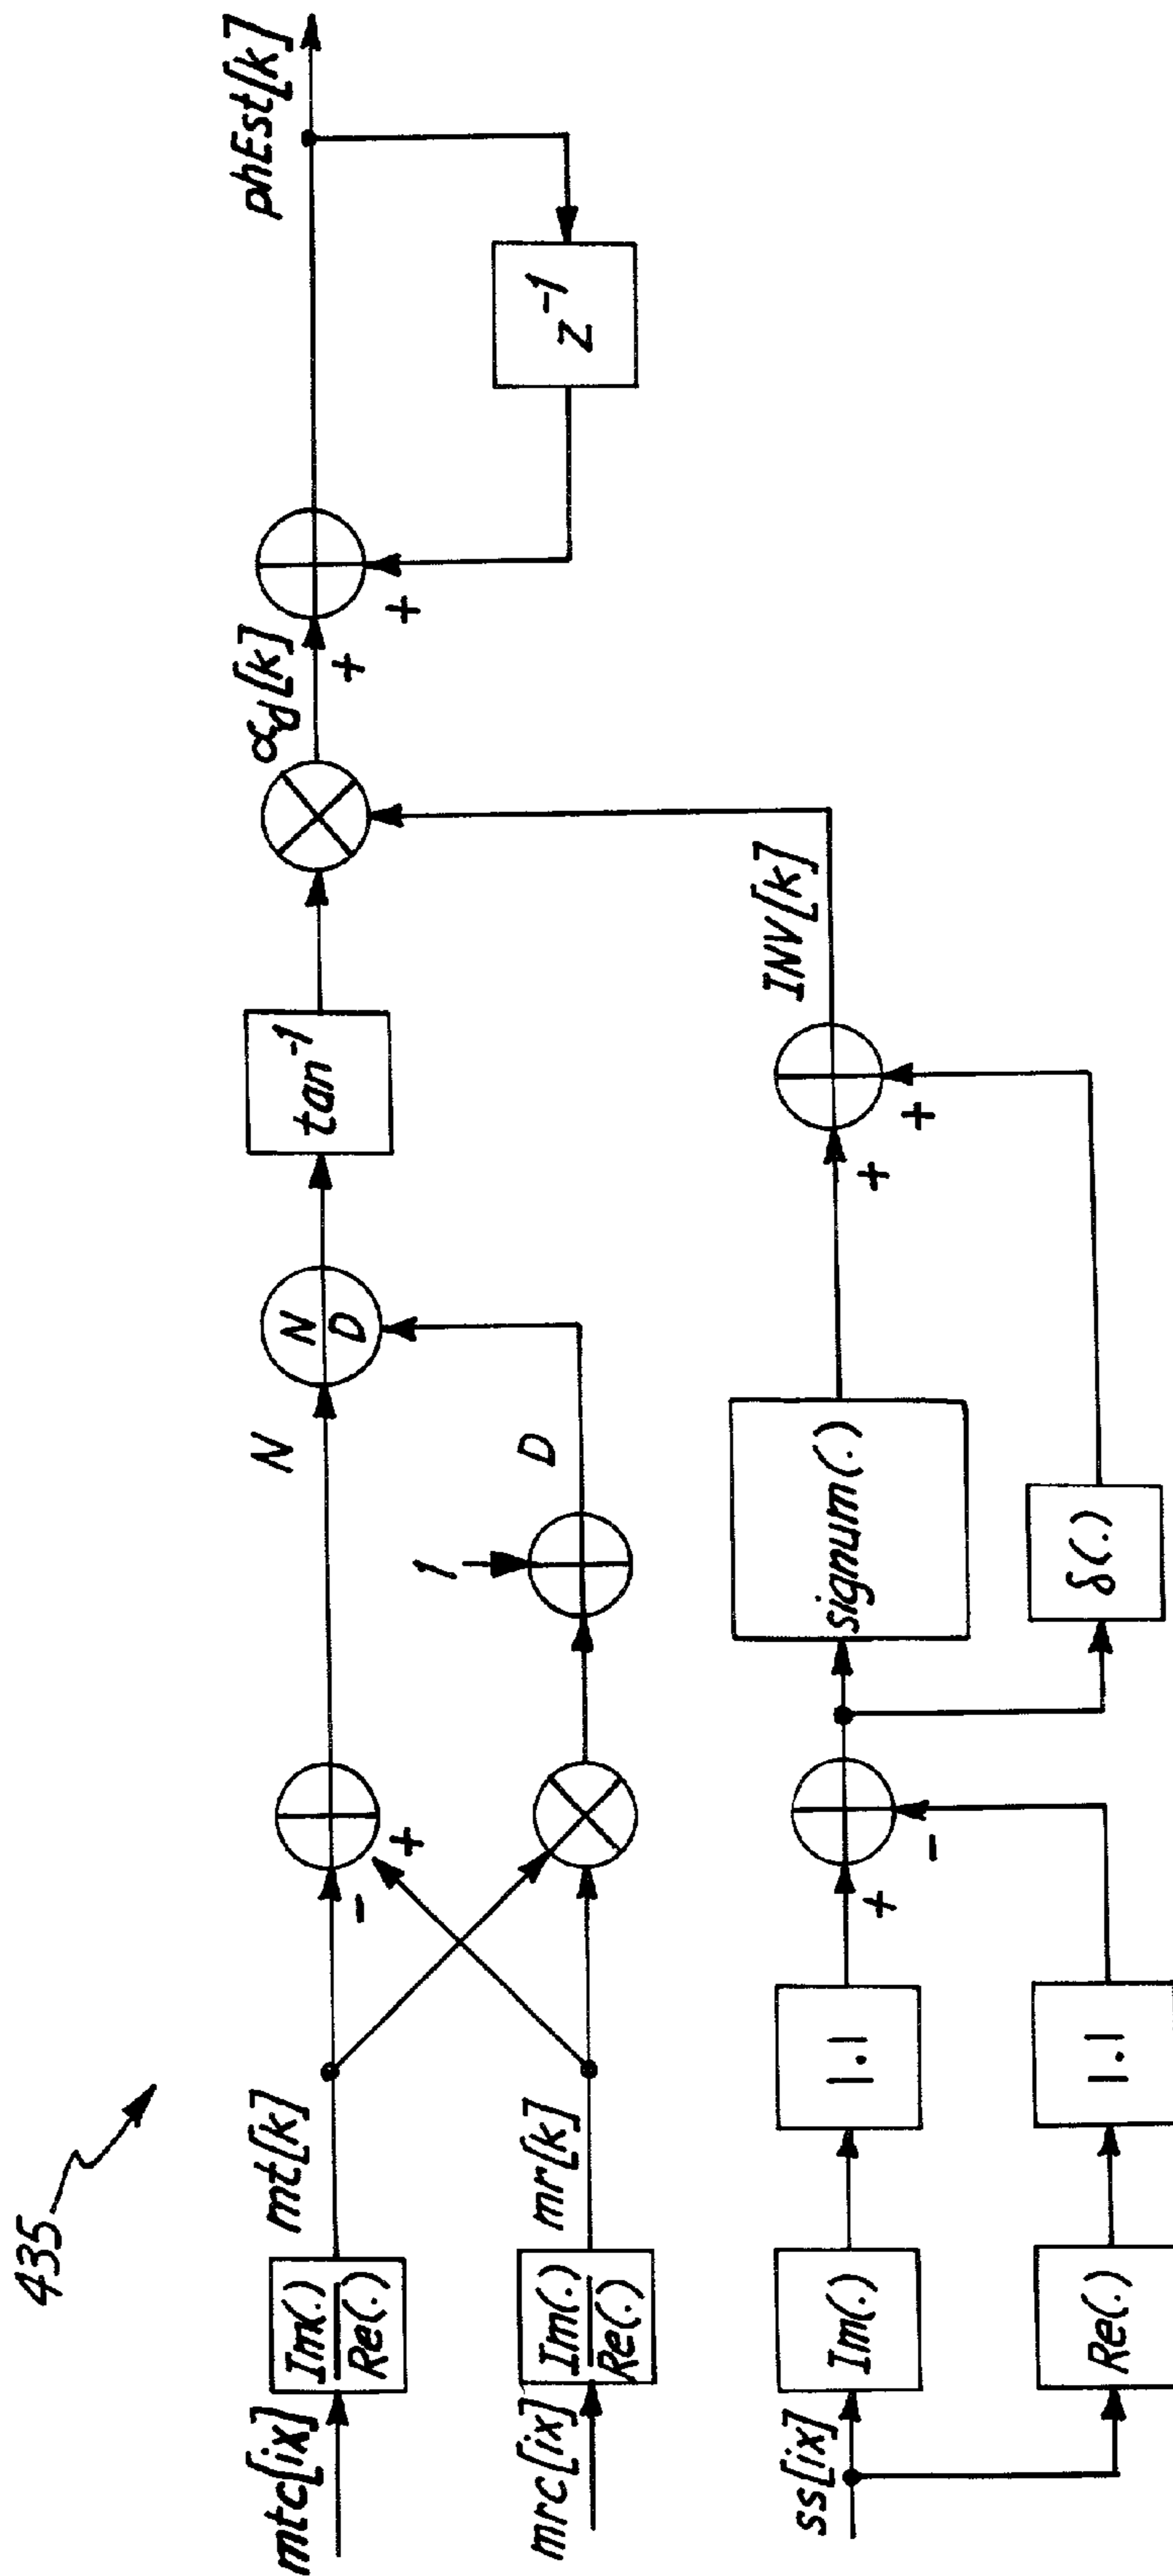 435
mtc[ix]
Im(.)
Re(.)
mt[k]
-
+
N
N
D
tan⁻¹
αd[k]
+
+
phEst[k]
z⁻¹
mrc[ix]
Im(.)
Re(.)
mr[k]
1
D
ss[ix]
Im(.)
|.|
+
-
signum(.)
+
+
INV[k]
Re(.)
|.|
δ(.)